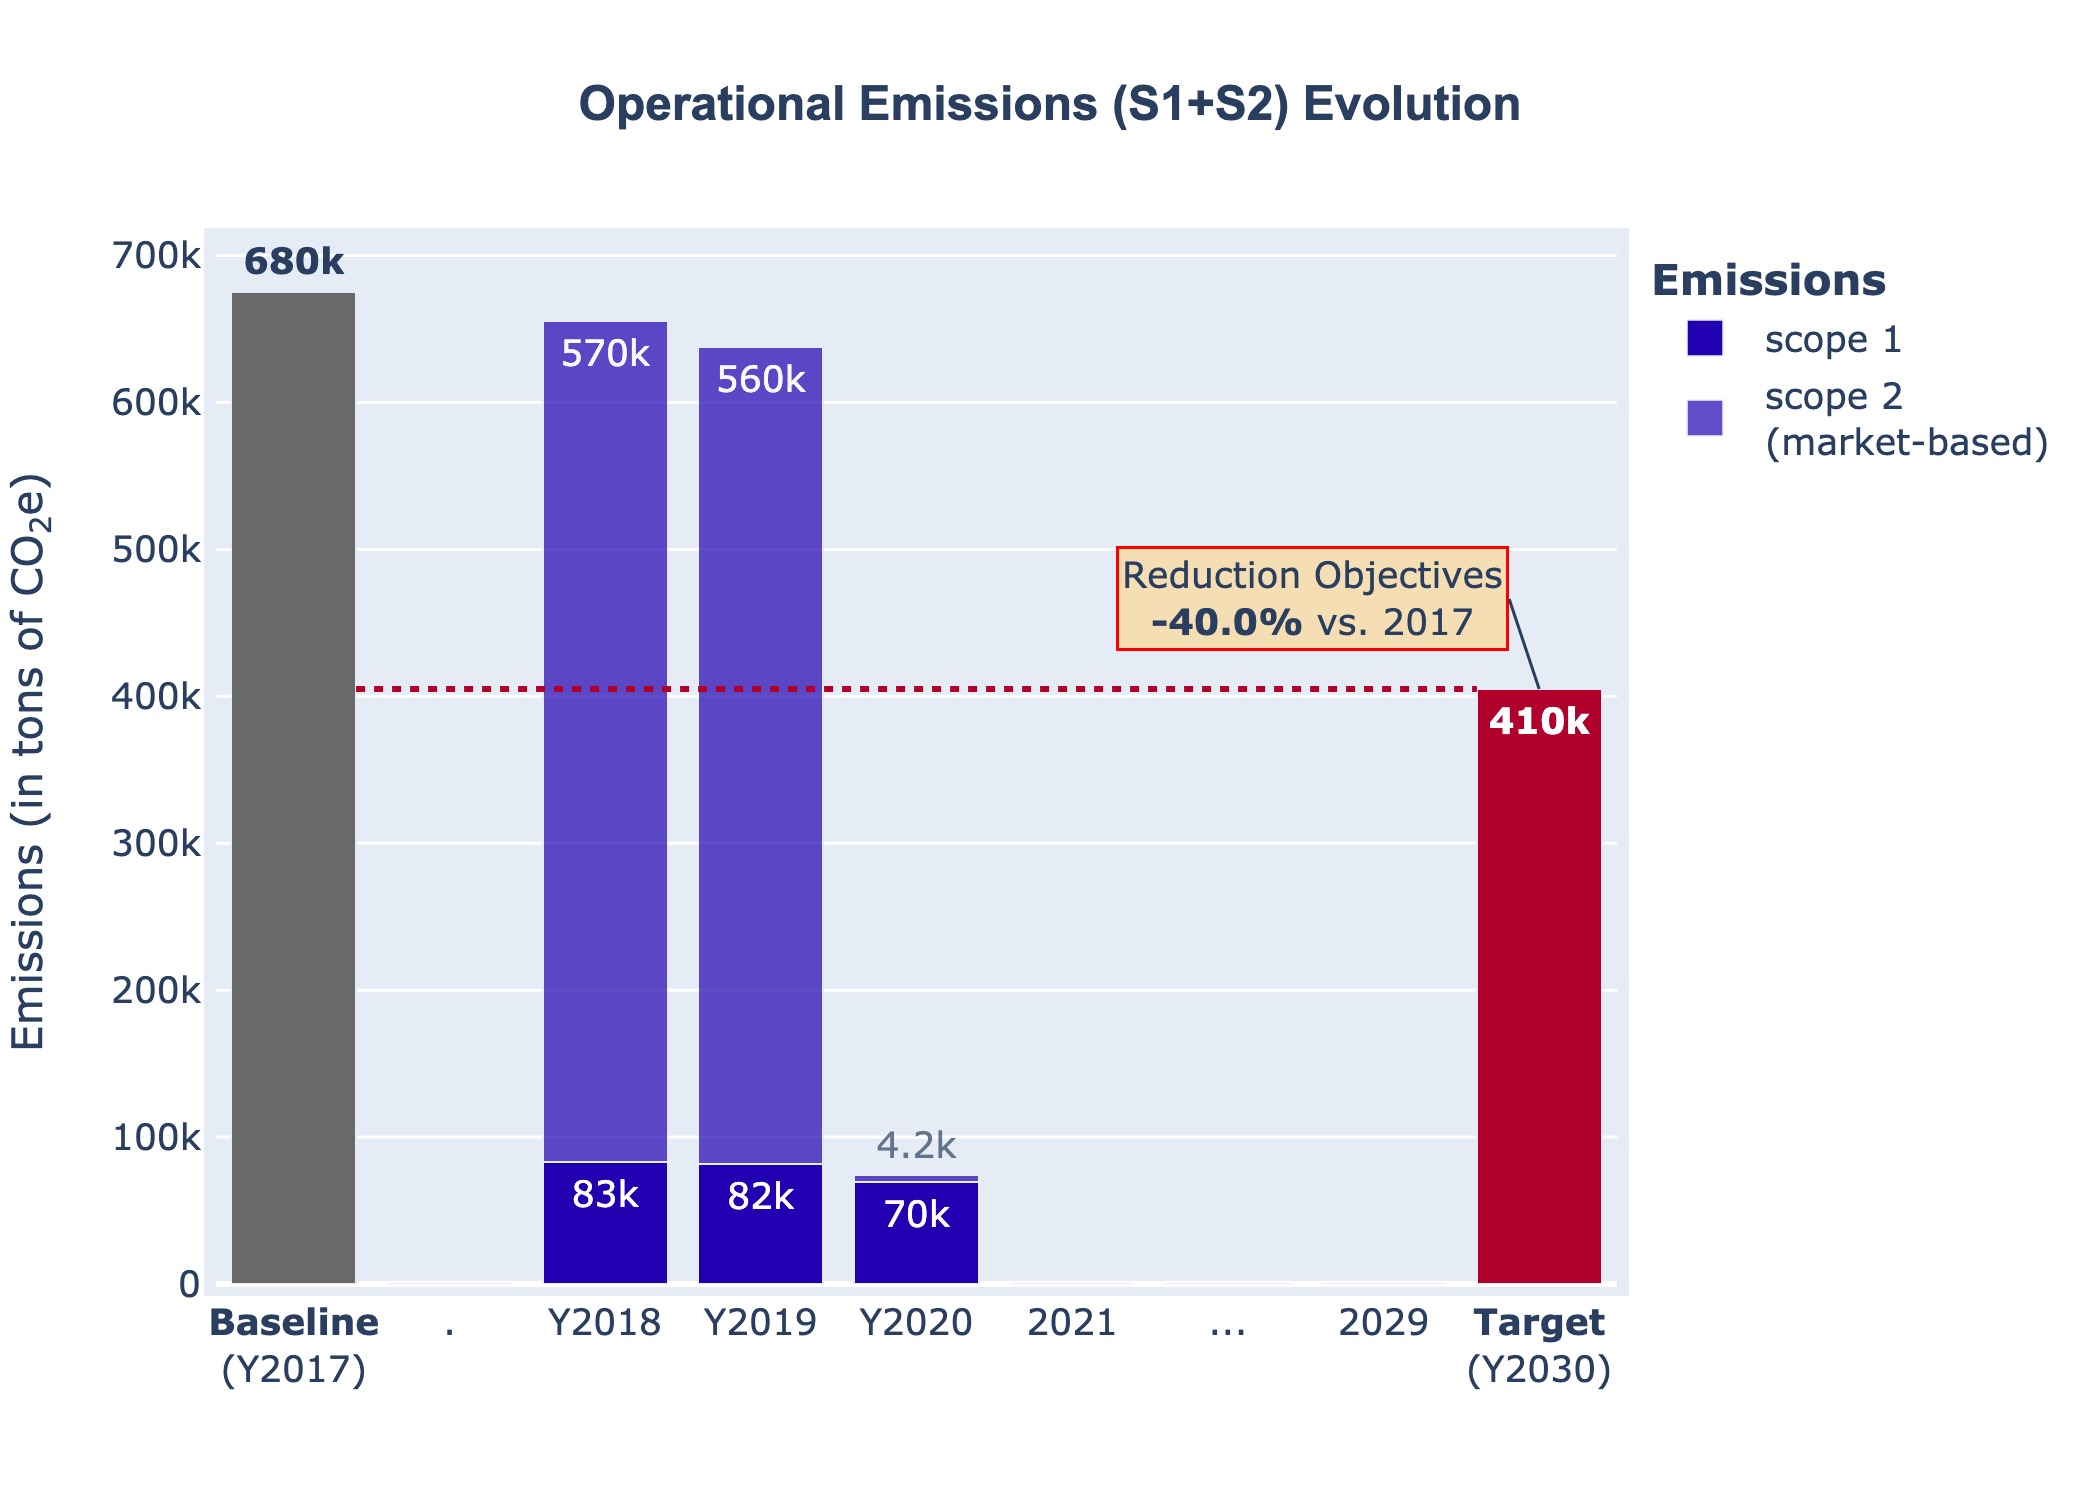 Operational Emissions (S1+S2) Evolution
Emissions (in tons of CO₂e)
700k
600k
500k
400k
300k
200k
100k
0
680k
570k
83k
560k
82k
4.2k
70k
Reduction Objectives
-40.0% vs. 2017
410k
Baseline
(Y2017)
.
Y2018
Y2019
Y2020
2021
...
2029
Target
(Y2030)
Emissions
scope 1
scope 2
(market-based)